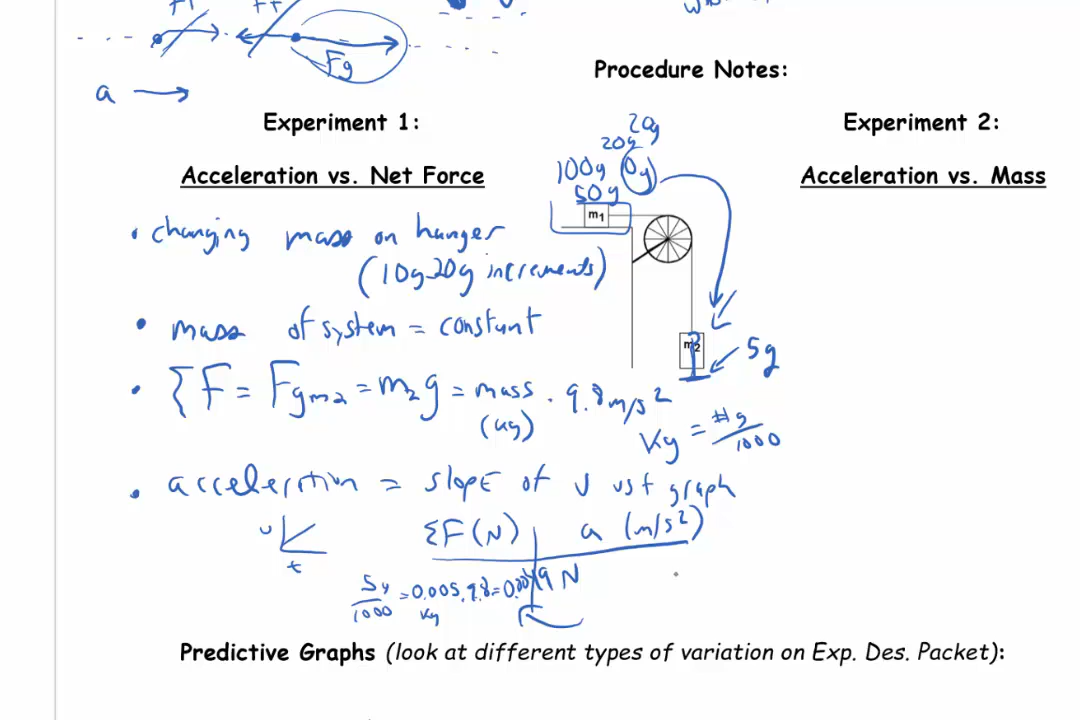 Fg
a
Procedure Notes:
Experiment 1:
Experiment 2:
Acceleration vs. Net Force
Acceleration vs. Mass
20g
20g
100g
50g
m1
• changing mass on hanger
(10g-20g increments)
• mass of system = constant
m2
5g
• ΣF = Fgm2 = m2g = mass . 9.8 m/s2
(kg)
Kg = #g/1000
• acceleration = slope of v vs t graph
v
t
ΣF (N)
a (m/s2)
5g/1000 = 0.005 . 9.8 =
N
kg
Predictive Graphs (look at different types of variation on Exp. Des. Packet):